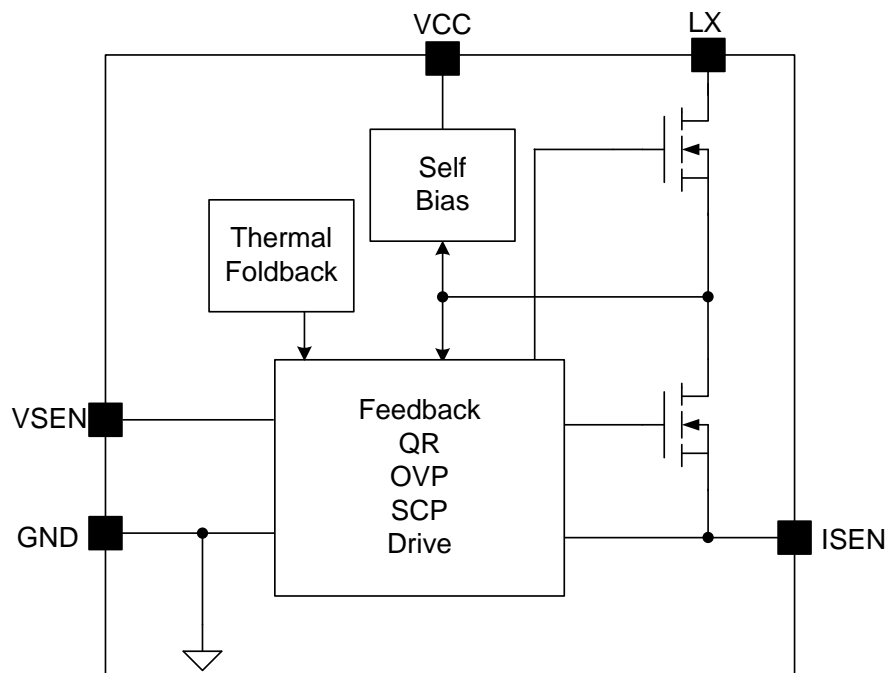 VCC
LX
Self
Bias
Thermal
Foldback
VSEN
Feedback
QR
OVP
SCP
Drive
GND
ISEN